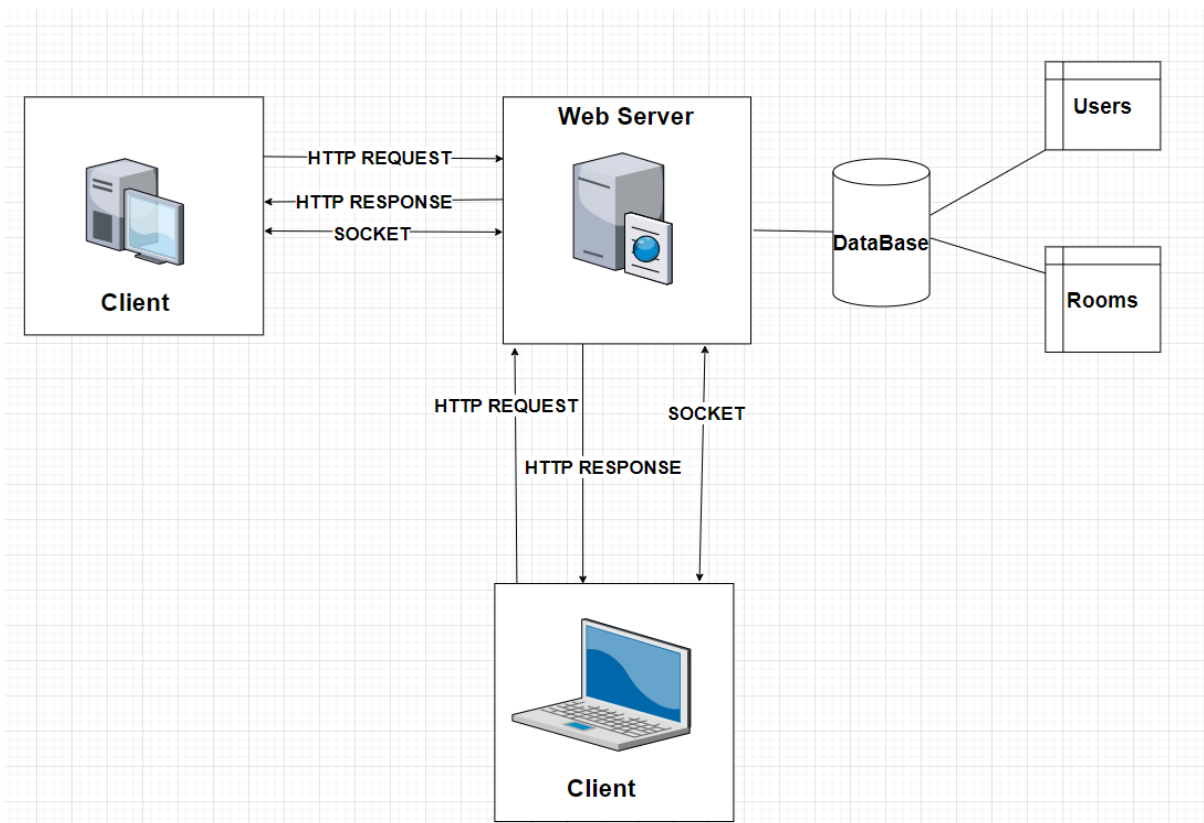 Web Server
Users
HTTP REQUEST
HTTP RESPONSE
SOCKET
DataBase
Client
Rooms
HTTP REQUEST
SOCKET
HTTP RESPONSE
Client